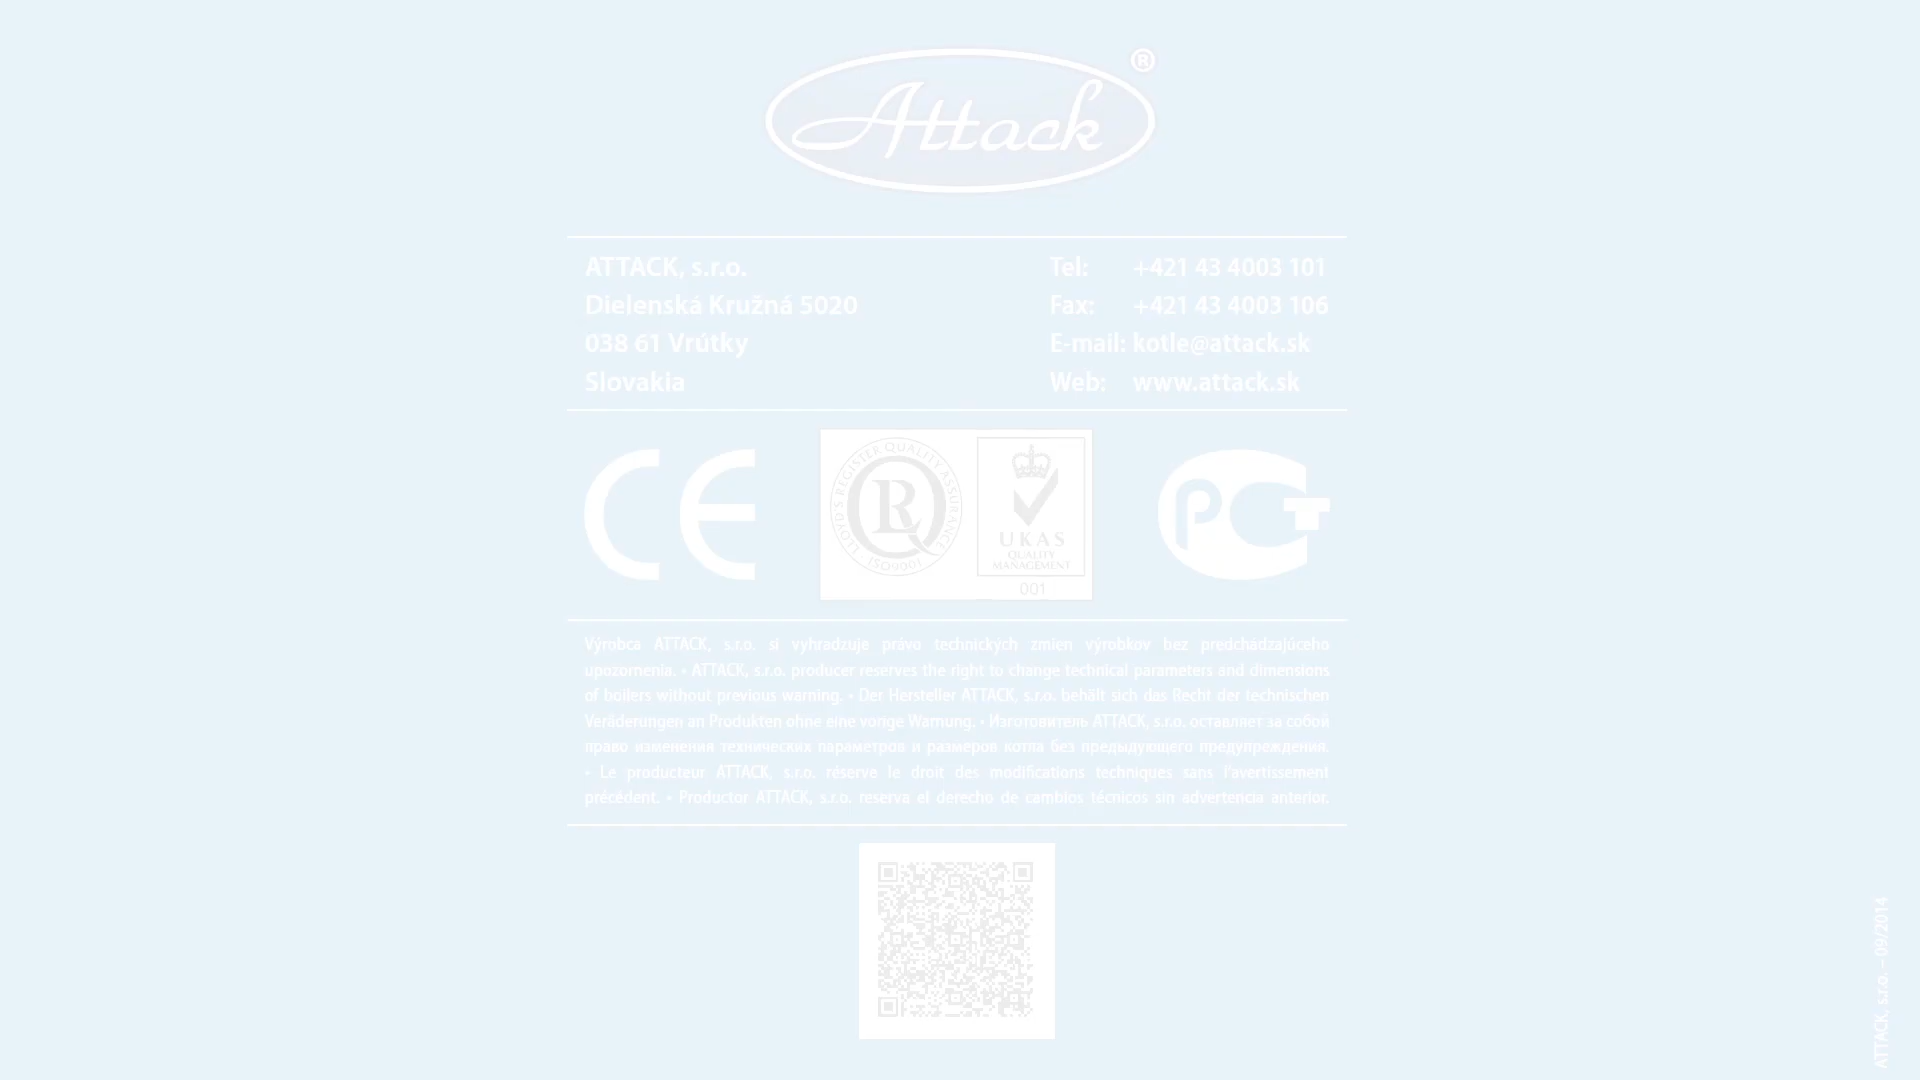 Attack®
ATTACK, s.r.o.
Dielenská Kružná 5020
038 61 Vrútky
Slovakia
Tel: +421 43 4003 101
Fax: +421 43 4003 106
E-mail: kotle@attack.sk
Web: www.attack.sk
CE
LLOYD'S REGISTER QUALITY ASSURANCE
LRQ
ISO9001
UKAS
QUALITY
MANAGEMENT
001
РСТ
Výrobca ATTACK, s.r.o. si vyhradzuje právo technických zmien výrobkov bez predchádzajúceho
upozornenia. • ATTACK, s.r.o. producer reserves the right to change technical parameters and dimensions
of boilers without previous warning. • Der Hersteller ATTACK, s.r.o. behält sich das Recht der technischen
Veräderungen an Produkten ohne eine vorige Warnung. • Изготовитель ATTACK, s.r.o. оставляет за собой
право изменения технических параметров и размеров котла без предыдующего предупреждения.
• Le producteur ATTACK, s.r.o. réserve le droit des modifications techniques sans l'avertissement
précédent. • Productor ATTACK, s.r.o. reserva el derecho de cambios técnicos sin advertencia anterior.
ATTACK, s.r.o. – 09/2014